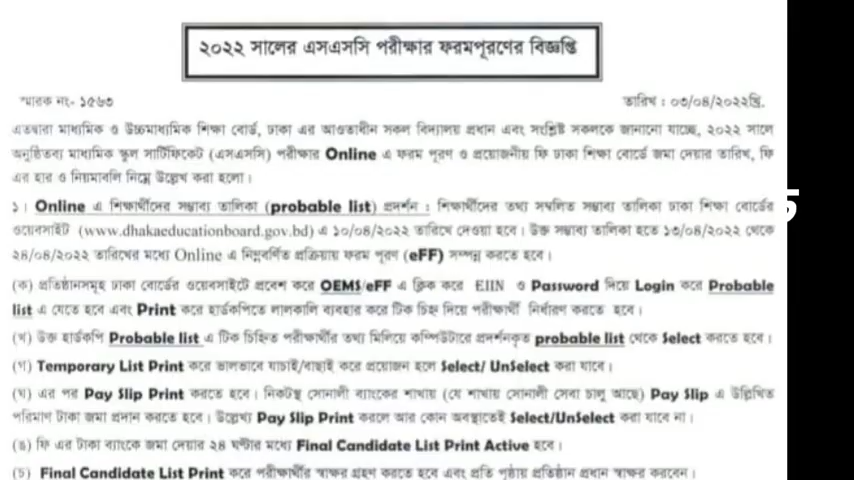 ২০২২ সালের এসএসসি পরীক্ষার ফরমপূরণের বিজ্ঞপ্তি
স্মারক নং- ১৫৬৩ তারিখ : ০৩/০৪/২০২২খ্রি.
এতদ্বারা মাধ্যমিক ও উচ্চমাধ্যমিক শিক্ষা বোর্ড, ঢাকা এর আওতাধীন সকল বিদ্যালয় প্রধান এবং সংশ্লিষ্ট সকলকে জানানো যাচ্ছে, ২০২২ সালে
অনুষ্ঠিতব্য মাধ্যমিক স্কুল সার্টিফিকেট (এসএসসি) পরীক্ষার Online এ ফরম পূরণ ও প্রয়োজনীয় ফি ঢাকা শিক্ষা বোর্ডে জমা দেয়ার তারিখ, ফি
এর হার ও নিয়মাবলি নিম্নে উল্লেখ করা হলো।
১। Online এ শিক্ষার্থীদের সম্ভাব্য তালিকা (probable list) প্রদর্শন : শিক্ষার্থীদের তথ্য সম্বলিত সম্ভাব্য তালিকা ঢাকা শিক্ষা বোর্ডের
ওয়েবসাইট (www.dhakaeducationboard.gov.bd) এ ১০/০৪/২০২২ তারিখে দেওয়া হবে। উক্ত সম্ভাব্য তালিকা হতে ১৩/০৪/২০২২ থেকে
২৪/০৪/২০২২ তারিখের মধ্যে Online এ নিম্নবর্ণিত প্রক্রিয়ায় ফরম পূরণ (eFF) সম্পন্ন করতে হবে।
(ক) প্রতিষ্ঠানসমূহ ঢাকা বোর্ডের ওয়েবসাইটে প্রবেশ করে OEMS/eFF এ ক্লিক করে EIIN ও Password দিয়ে Login করে Probable
list এ যেতে হবে এবং Print করে হার্ডকপিতে লালকালি ব্যবহার করে টিক চিহ্ন দিয়ে পরীক্ষার্থী নির্ধারণ করতে হবে।
(খ) উক্ত হার্ডকপি Probable list এ টিক চিহ্নিত পরীক্ষার্থীর তথ্য মিলিয়ে কম্পিউটারে প্রদর্শনকৃত probable list থেকে Select করতে হবে।
(গ) Temporary List Print করে ভালভাবে যাচাই/বাছাই করে প্রয়োজন হলে Select/ UnSelect করা যাবে।
(ঘ) এর পর Pay Slip Print করতে হবে। নিকটস্থ সোনালী ব্যাংকের শাখায় (যে শাখায় সোনালী সেবা চালু আছে) Pay Slip এ উল্লিখিত
পরিমাণ টাকা জমা প্রদান করতে হবে। উল্লেখ্য Pay Slip Print করলে আর কোন অবস্থাতেই Select/UnSelect করা যাবে না।
(ঙ) ফি এর টাকা ব্যাংকে জমা দেয়ার ২৪ ঘণ্টার মধ্যে Final Candidate List Print Active হবে।
(চ) Final Candidate List Print করে পরীক্ষার্থীর স্বাক্ষর গ্রহণ করতে হবে এবং প্রতি পৃষ্ঠায় প্রতিষ্ঠান প্রধান স্বাক্ষর করবেন।